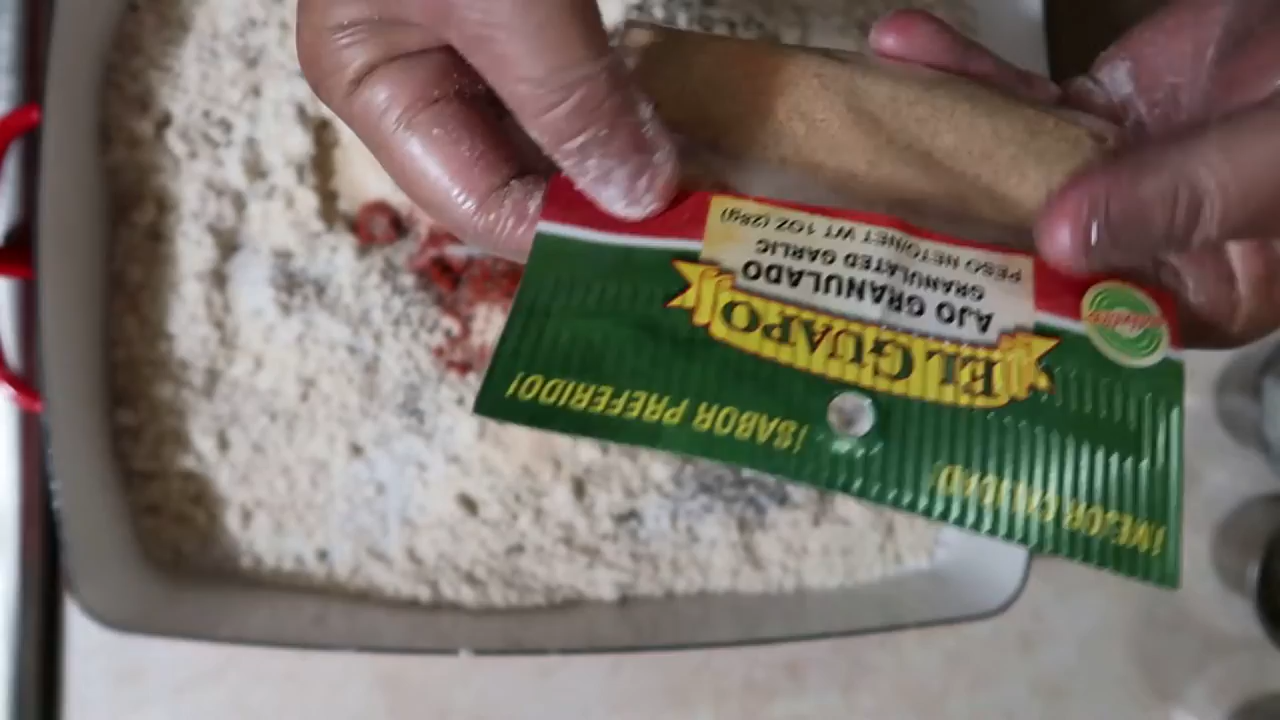 ¡MEJOR CALIDAD!
¡SABOR PREFERIDO!
EL GUAPO
AJO GRANULADO
GRANULATED GARLIC
PESO NETO/NET WT 1OZ (28g)